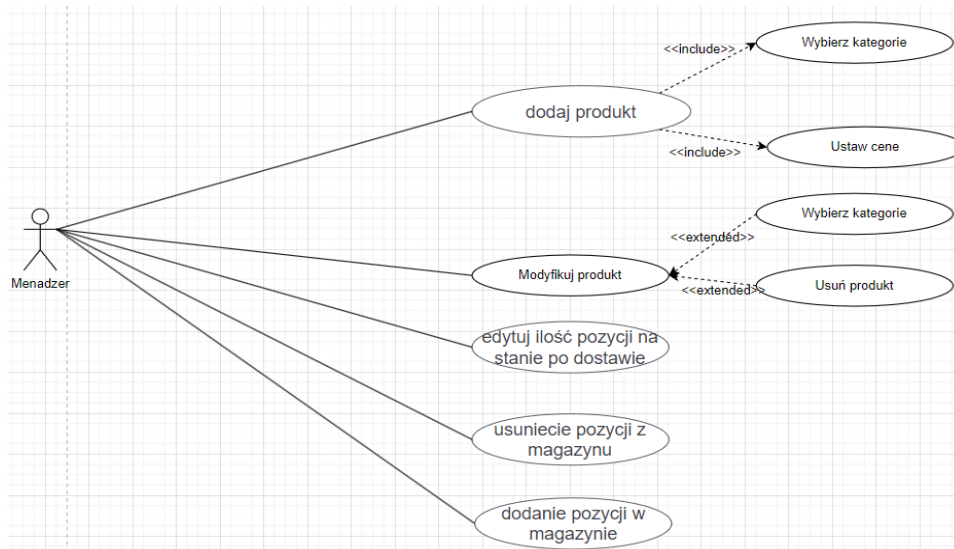 Wybierz kategorie
<<include>>
dodaj produkt
Ustaw cene
<<include>>
Wybierz kategorie
<<extended>>
Menadzer
Modyfikuj produkt
Usuń produkt
<<extended>>
edytuj ilość pozycji na
stanie po dostawie
usuniecie pozycji z
magazynu
dodanie pozycji w
magazynie